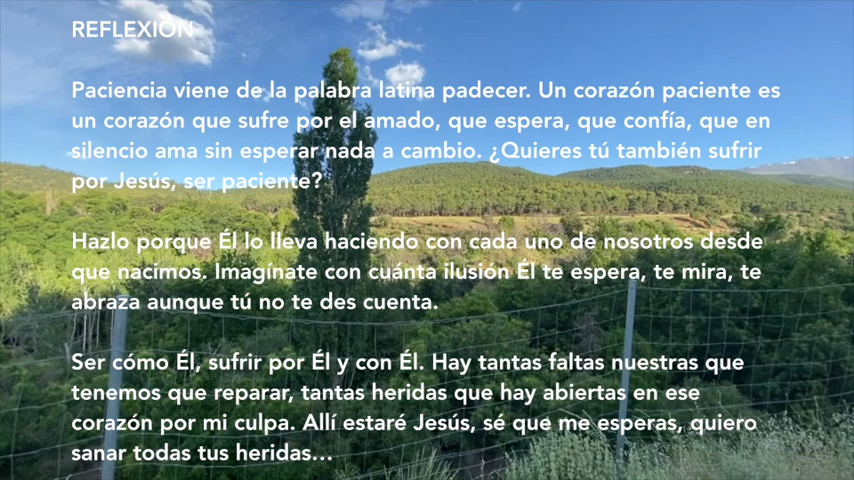 REFLEXIÓN
Paciencia viene de la palabra latina padecer. Un corazón paciente es
un corazón que sufre por el amado, que espera, que confía, que en
silencio ama sin esperar nada a cambio. ¿Quieres tú también sufrir
por Jesús, ser paciente?
Hazlo porque Él lo lleva haciendo con cada uno de nosotros desde
que nacimos. Imagínate con cuánta ilusión Él te espera, te mira, te
abraza aunque tú no te des cuenta.
Ser cómo Él, sufrir por Él y con Él. Hay tantas faltas nuestras que
tenemos que reparar, tantas heridas que hay abiertas en ese
corazón por mi culpa. Allí estaré Jesús, sé que me esperas, quiero
sanar todas tus heridas…